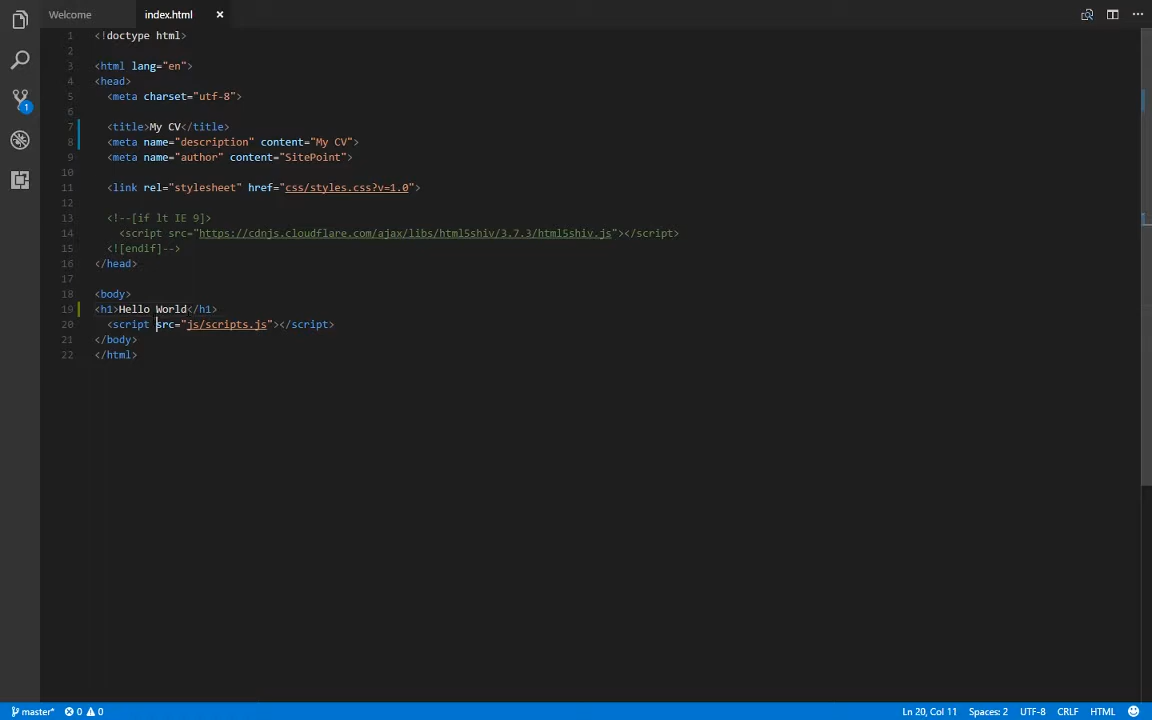 Welcome
index.html
1 <!doctype html>
2
3 <html lang="en">
4 <head>
5   <meta charset="utf-8">
6
7   <title>My CV</title>
8   <meta name="description" content="My CV">
9   <meta name="author" content="SitePoint">
10
11   <link rel="stylesheet" href="css/styles.css?v=1.0">
12
13   <!--[if lt IE 9]>
14     <script src="https://cdnjs.cloudflare.com/ajax/libs/html5shiv/3.7.3/html5shiv.js"></script>
15   <![endif]-->
16 </head>
17
18 <body>
19 <h1>Hello World</h1>
20   <script src="js/scripts.js"></script>
21 </body>
22 </html>
1
master* 0 0 Ln 20, Col 11 Spaces: 2 UTF-8 CRLF HTML